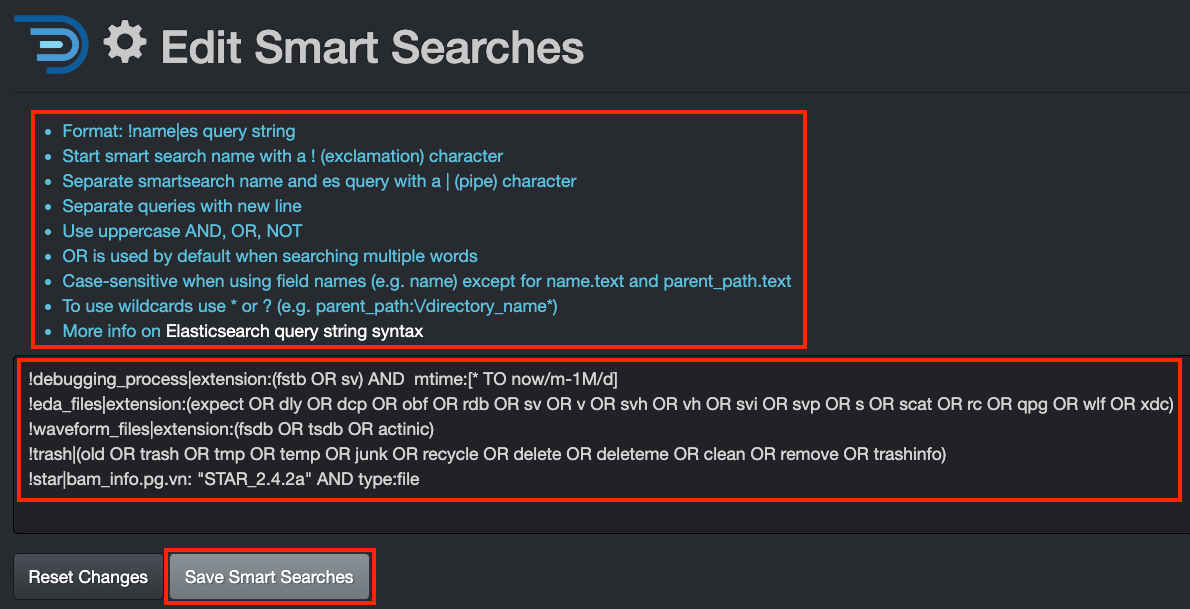 Edit Smart Searches
Format: !name|es query string
Start smart search name with a ! (exclamation) character
Separate smartsearch name and es query with a | (pipe) character
Separate queries with new line
Use uppercase AND, OR, NOT
OR is used by default when searching multiple words
Case-sensitive when using field names (e.g. name) except for name.text and parent_path.text
To use wildcards use * or ? (e.g. parent_path:\/directory_name*)
More info on Elasticsearch query string syntax
!debugging_process|extension:(fstb OR sv) AND  mtime:[* TO now/m-1M/d]
!eda_files|extension:(expect OR dly OR dcp OR obf OR rdb OR sv OR v OR svh OR vh OR svi OR svp OR s OR scat OR rc OR qpg OR wlf OR xdc)
!waveform_files|extension:(fsdb OR tsdb OR actinic)
!trash|(old OR trash OR tmp OR temp OR junk OR recycle OR delete OR deleteme OR clean OR remove OR trashinfo)
!star|bam_info.pg.vn: "STAR_2.4.2a" AND type:file
Reset Changes Save Smart Searches